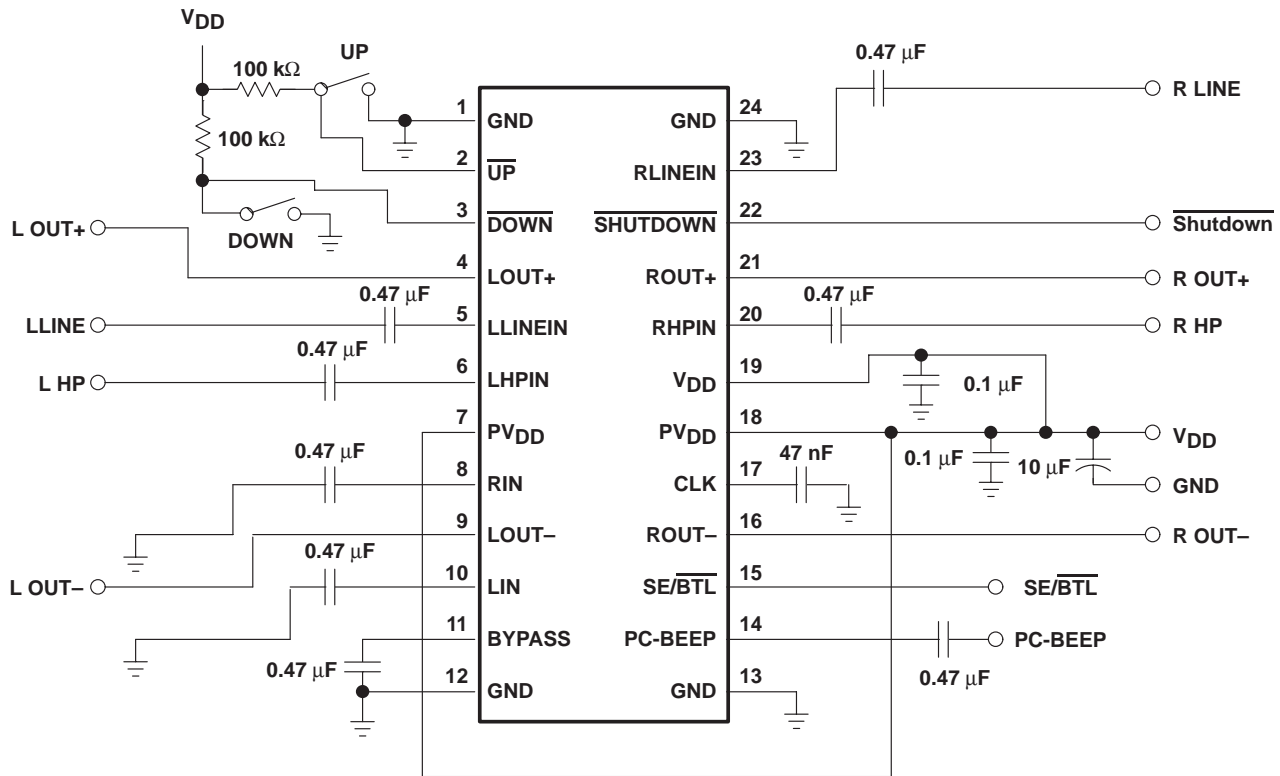 VDD
UP
0.47 μF
100 kΩ
R LINE
1
GND
GND
24
100 kΩ
2
UP
RLINEIN
23
3
DOWN
SHUTDOWN
22
Shutdown
L OUT+
DOWN
4
LOUT+
ROUT+
21
R OUT+
0.47 μF
0.47 μF
LLINE
5
LLINEIN
RHPIN
20
R HP
0.47 μF
L HP
6
LHPIN
VDD
19
0.1 μF
7
PVDD
PVDD
18
VDD
0.47 μF
47 nF
0.1 μF
10 μF
8
RIN
CLK
17
GND
9
LOUT–
ROUT–
16
R OUT–
0.47 μF
L OUT–
10
LIN
SE/BTL
15
SE/BTL
11
BYPASS
PC-BEEP
14
PC-BEEP
0.47 μF
0.47 μF
12
GND
GND
13